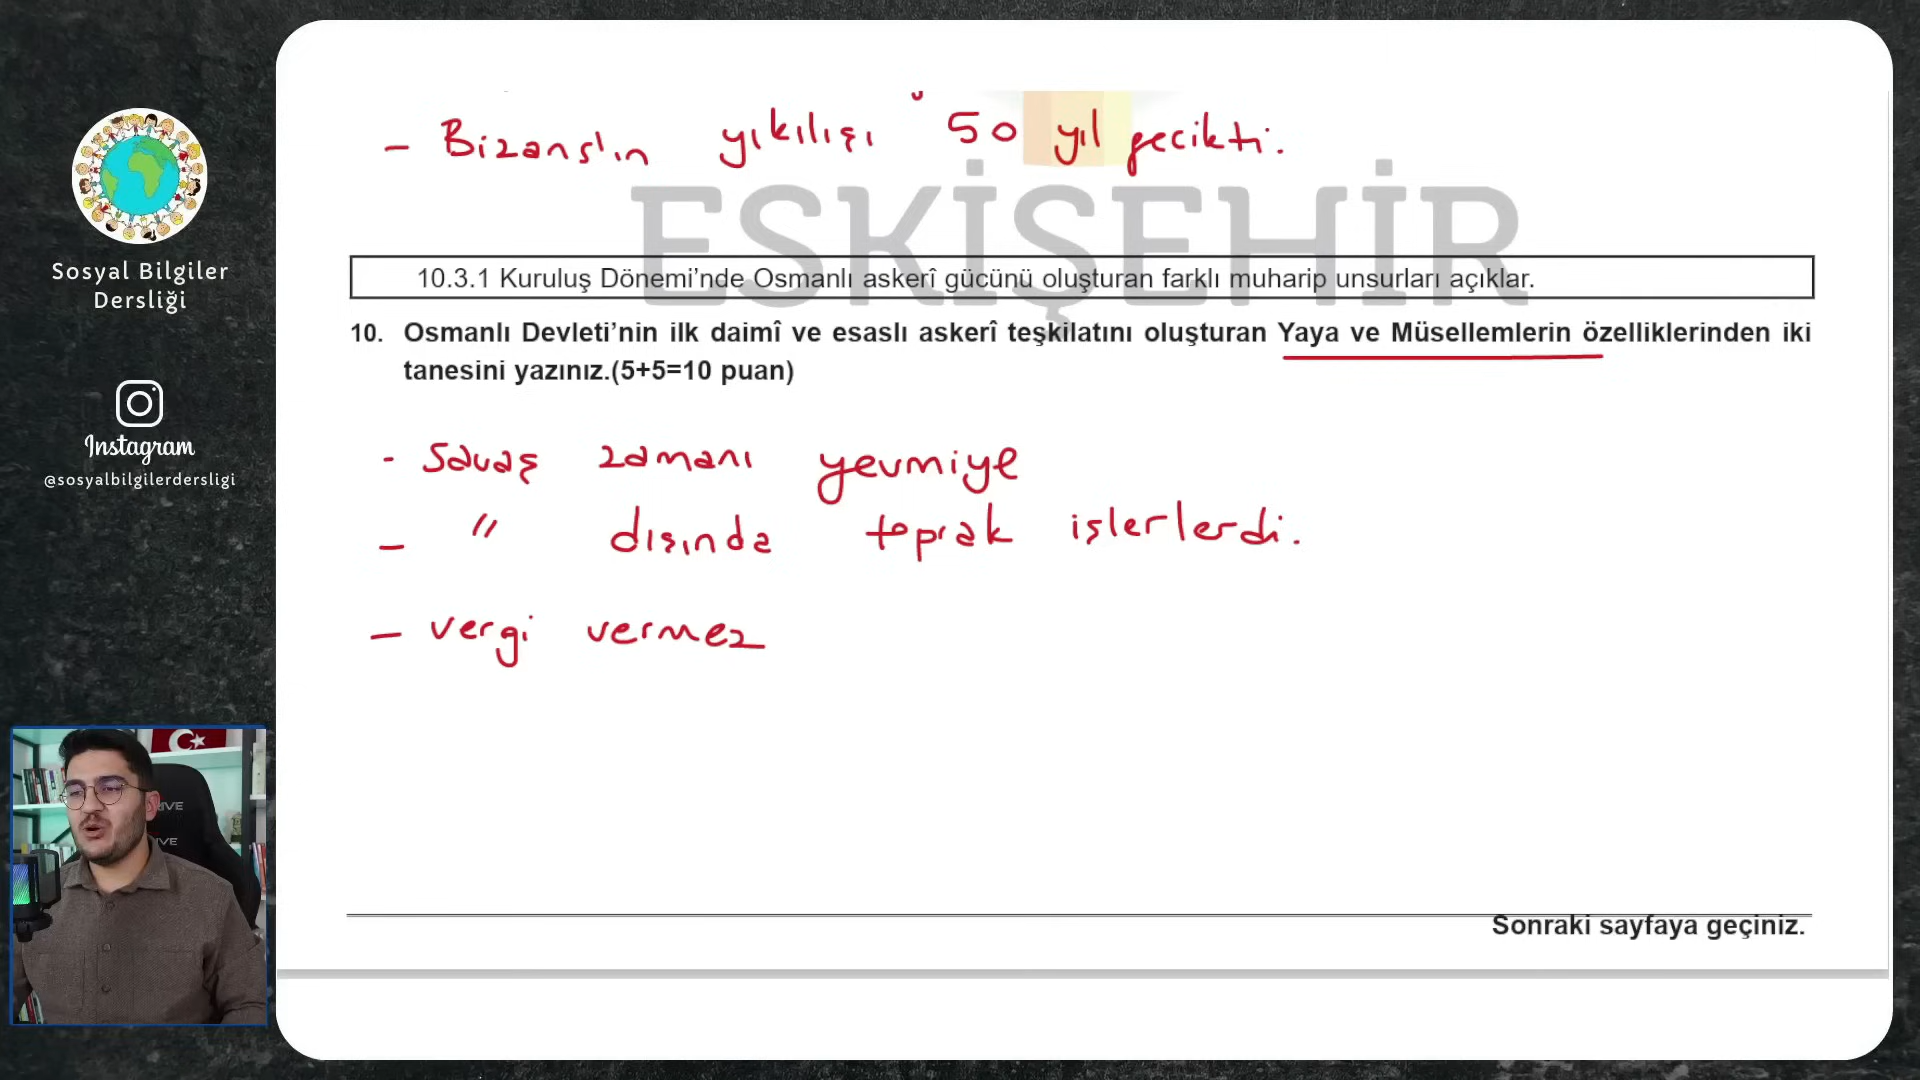 - Bizans'ın yıkılışı 50 yıl gecikti.
ESKİŞEHİR
10.3.1 Kuruluş Dönemi'nde Osmanlı askerî gücünü oluşturan farklı muharip unsurları açıklar.
10. Osmanlı Devleti'nin ilk daimî ve esaslı askerî teşkilatını oluşturan Yaya ve Müsellemlerin özelliklerinden iki
tanesini yazınız.(5+5=10 puan)
- Savaş zamanı yevmiye
- " dışında toprak işlerlerdi.
- vergi vermez
Sonraki sayfaya geçiniz.
Sosyal Bilgiler
Dersliği
Instagram
@sosyalbilgilerdersligi